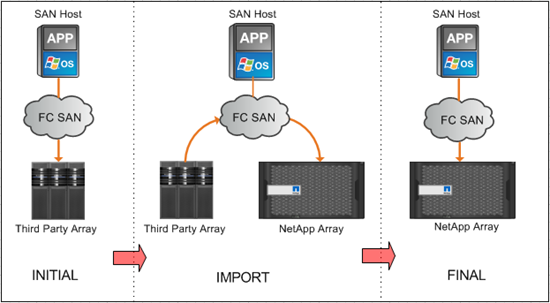 SAN Host
APP
OS
FC SAN
Third Party Array
INITIAL
SAN Host
APP
OS
FC SAN
Third Party Array
NetApp Array
IMPORT
SAN Host
APP
OS
FC SAN
NetApp Array
FINAL